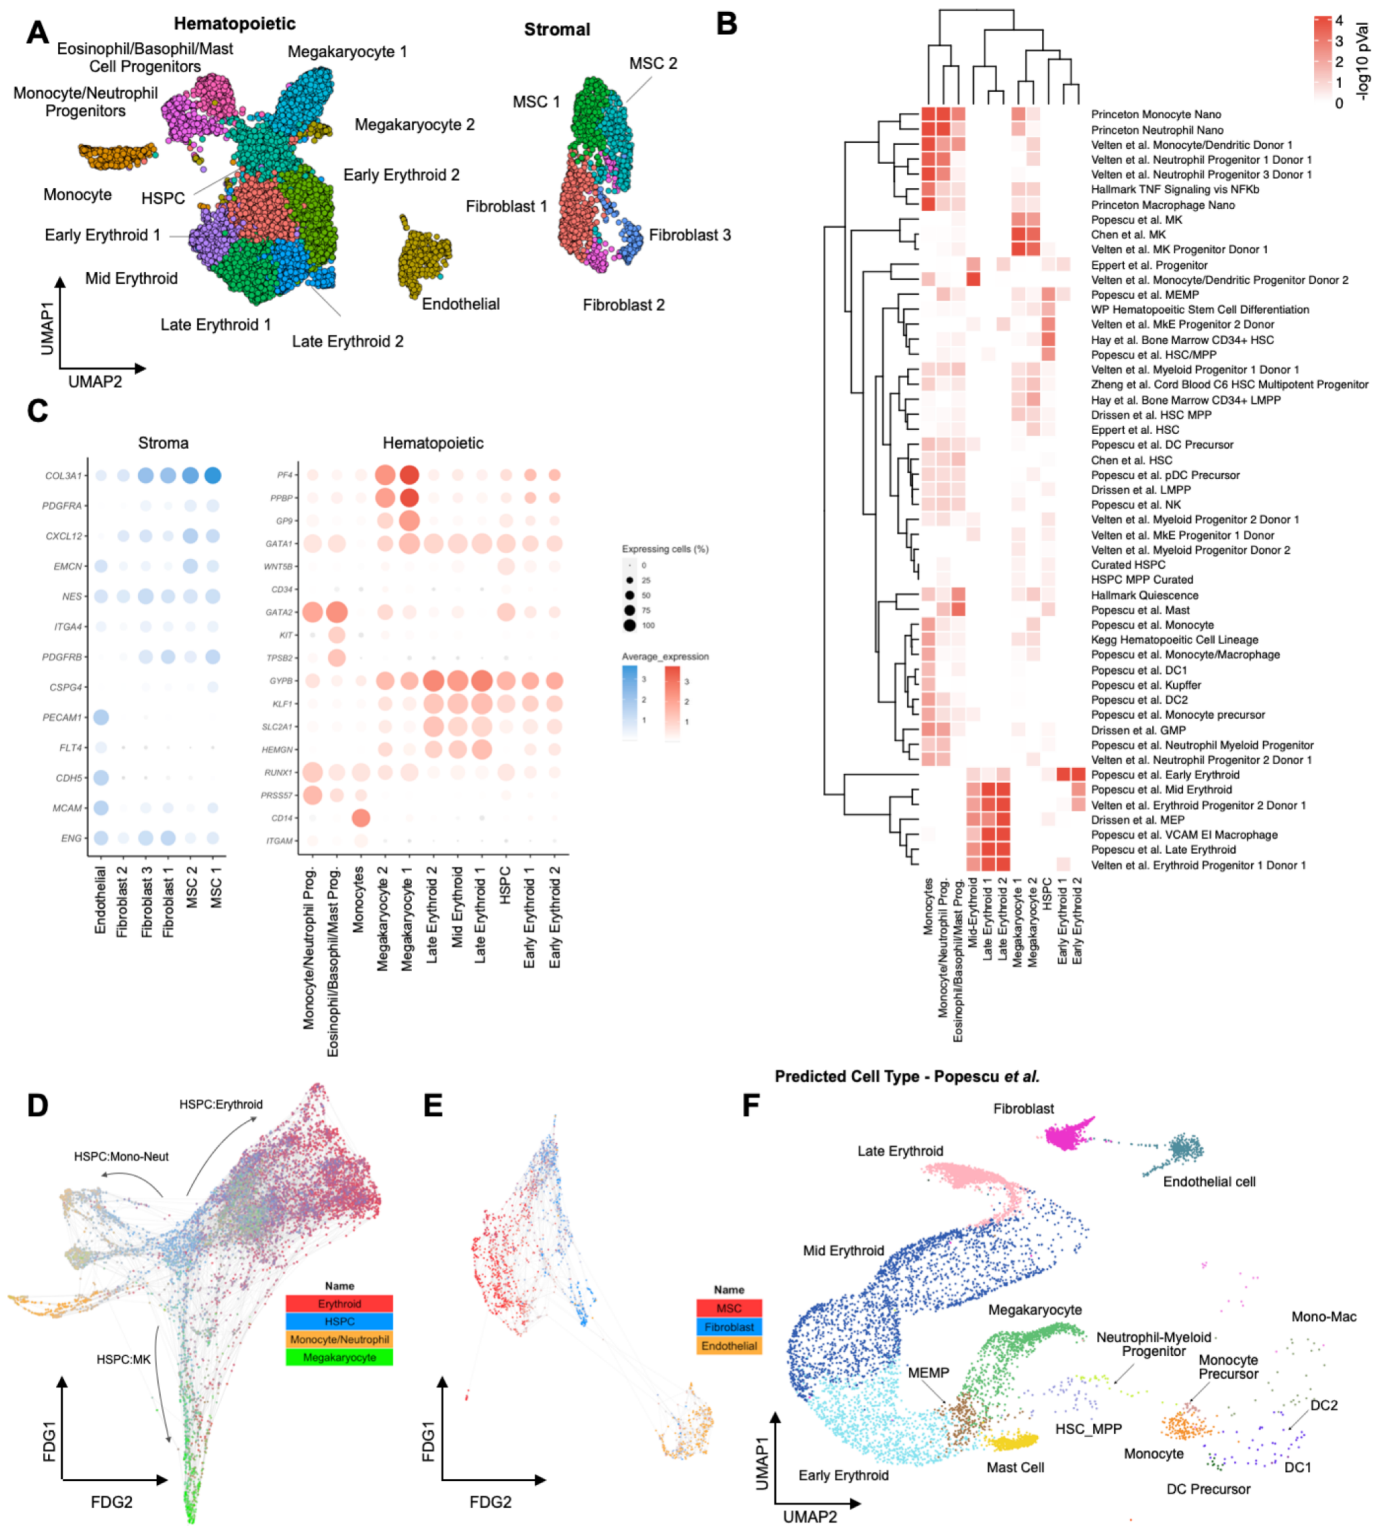 A
Hematopoietic
Stromal
Eosinophil/Basophil/Mast
Cell Progenitors
Megakaryocyte 1
Monocyte/Neutrophil
Progenitors
Megakaryocyte 2
Monocyte
HSPC
Early Erythroid 2
Early Erythroid 1
Mid Erythroid
Late Erythroid 1
Late Erythroid 2
Endothelial
MSC 2
MSC 1
Fibroblast 1
Fibroblast 3
Fibroblast 2
UMAP1
UMAP2
B
4
3
2
1
0
-log10 pVal
Princeton Monocyte Nano
Princeton Neutrophil Nano
Velten et al. Monocyte/Dendritic Donor 1
Velten et al. Neutrophil Progenitor 1 Donor 1
Velten et al. Neutrophil Progenitor 3 Donor 1
Hallmark TNF Signaling vis NFKb
Princeton Macrophage Nano
Popescu et al. MK
Chen et al. MK
Velten et al. MK Progenitor Donor 1
Eppert et al. Progenitor
Velten et al. Monocyte/Dendritic Progenitor Donor 2
Popescu et al. MEMP
WP Hematopoeitic Stem Cell Differentiation
Velten et al. MkE Progenitor 2 Donor
Hay et al. Bone Marrow CD34+ HSC
Popescu et al. HSC/MPP
Velten et al. Myeloid Progenitor 1 Donor 1
Zheng et al. Cord Blood C6 HSC Multipotent Progenitor
Hay et al. Bone Marrow CD34+ LMPP
Drissen et al. HSC MPP
Eppert et al. HSC
Popescu et al. DC Precursor
Chen et al. HSC
Popescu et al. pDC Precursor
Drissen et al. LMPP
Popescu et al. NK
Velten et al. Myeloid Progenitor 2 Donor 1
Velten et al. MkE Progenitor 1 Donor
Velten et al. Myeloid Progenitor Donor 2
Curated HSPC
HSPC MPP Curated
Hallmark Quiescence
Popescu et al. Mast
Popescu et al. Monocyte
Kegg Hematopoeitic Cell Lineage
Popescu et al. Monocyte/Macrophage
Popescu et al. DC1
Popescu et al. Kupffer
Popescu et al. DC2
Popescu et al. Monocyte precursor
Drissen et al. GMP
Popescu et al. Neutrophil Myeloid Progenitor
Velten et al. Neutrophil Progenitor 2 Donor 1
Popescu et al. Early Erythroid
Popescu et al. Mid Erythroid
Velten et al. Erythroid Progenitor 2 Donor 1
Drissen et al. MEP
Popescu et al. VCAM EI Macrophage
Popescu et al. Late Erythroid
Velten et al. Erythroid Progenitor 1 Donor 1
Monocytes
Monocyte/Neutrophil Prog.
Eosinophil/Basophil/Mast Prog.
Mid-Erythroid
Late Erythroid 1
Late Erythroid 2
Megakaryocyte 1
Megakaryocyte 2
HSPC
Early Erythroid 1
Early Erythroid 2
C
Stroma
COL3A1
PDGFRA
CXCL12
EMCN
NES
ITGA4
PDGFRB
CSPG4
PECAM1
FLT4
CDH5
MCAM
ENG
Endothelial
Fibroblast 2
Fibroblast 3
Fibroblast 1
MSC 2
MSC 1
Hematopoietic
PF4
PPBP
GP9
GATA1
WNT5B
CD34
GATA2
KIT
TPSB2
GYPB
KLF1
SLC2A1
HEMGN
RUNX1
PRSS57
CD14
ITGAM
Monocyte/Neutrophil Prog.
Eosinophil/Basophil/Mast Prog.
Monocytes
Megakaryocyte 2
Megakaryocyte 1
Late Erythroid 2
Mid Erythroid
Late Erythroid 1
HSPC
Early Erythroid 1
Early Erythroid 2
Expressing cells (%)
0
25
50
75
100
Average_expression
3
2
1
3
2
1
D
HSPC:Erythroid
HSPC:Mono-Neut
HSPC:MK
Name
Erythroid
HSPC
Monocyte/Neutrophil
Megakaryocyte
FDG1
FDG2
E
Name
MSC
Fibroblast
Endothelial
FDG1
FDG2
Predicted Cell Type - Popescu et al.
F
Fibroblast
Late Erythroid
Endothelial cell
Mid Erythroid
Megakaryocyte
Mono-Mac
Neutrophil-Myeloid
Progenitor
Monocyte
Precursor
MEMP
DC2
HSC_MPP
Monocyte
DC1
Early Erythroid
Mast Cell
DC Precursor
UMAP1
UMAP2